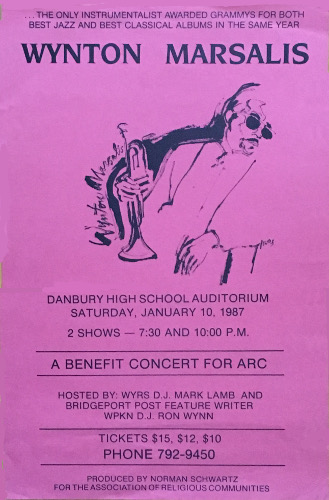 ...THE ONLY INSTRUMENTALIST AWARDED GRAMMYS FOR BOTH
BEST JAZZ AND BEST CLASSICAL ALBUMS IN THE SAME YEAR
WYNTON MARSALIS
Wynton Marsalis
DANBURY HIGH SCHOOL AUDITORIUM
SATURDAY, JANUARY 10, 1987
2 SHOWS — 7:30 AND 10:00 P.M.
A BENEFIT CONCERT FOR ARC
HOSTED BY: WYRS D.J. MARK LAMB AND
BRIDGEPORT POST FEATURE WRITER
WPKN D.J. RON WYNN
TICKETS $15, $12, $10
PHONE 792-9450
PRODUCED BY NORMAN SCHWARTZ
FOR THE ASSOCIATION OF RELIGIOUS COMMUNITIES